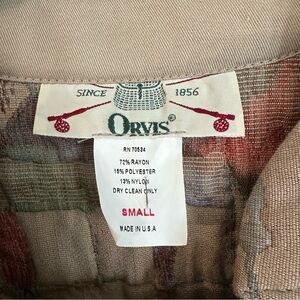 SINCE 1856
ORVIS®
RN 70534
72% RAYON
15% POLYESTER
13% NYLON
DRY CLEAN ONLY
SMALL
MADE IN U.S.A